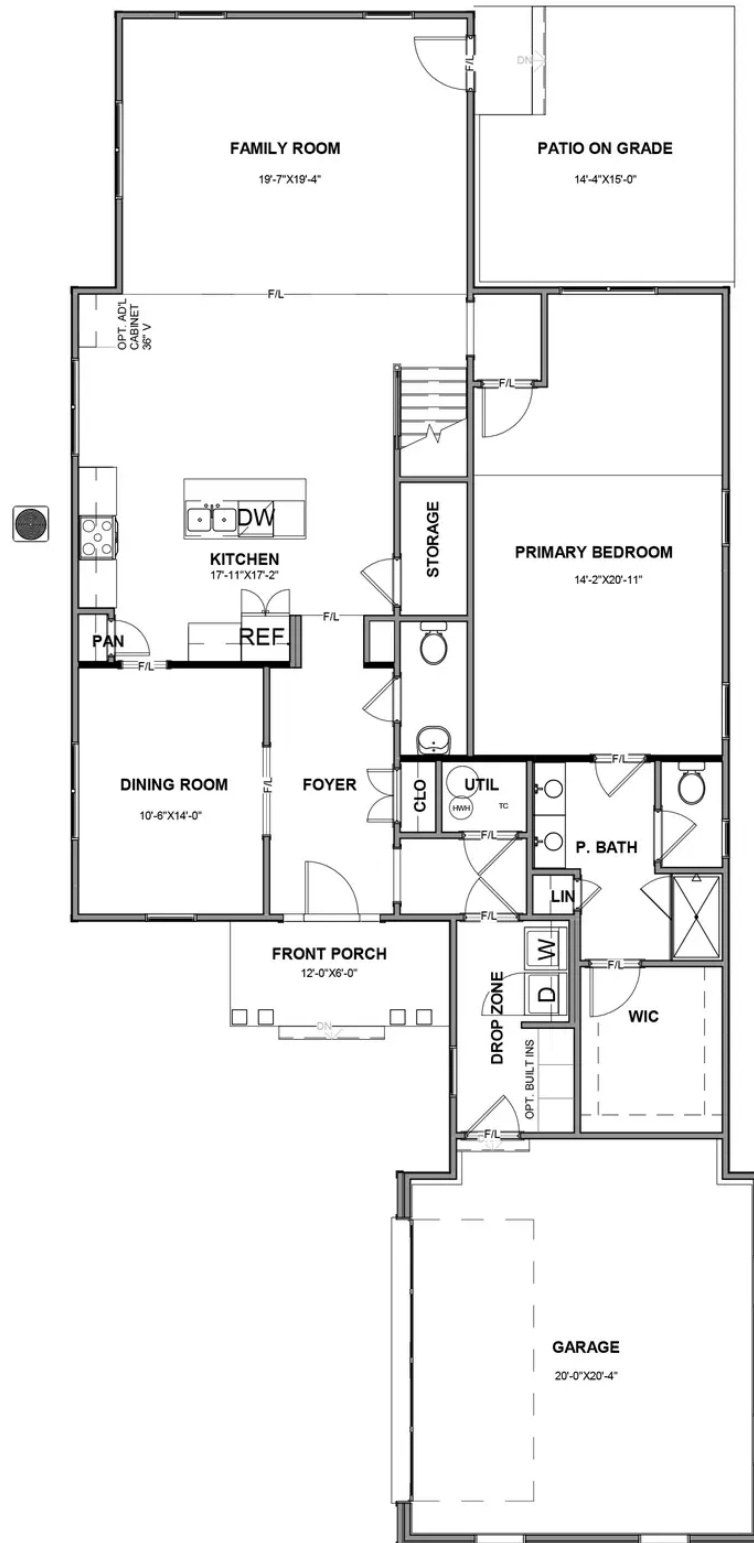 FAMILY ROOM
19'-7"X19'-4"
F/L
DN
PATIO ON GRADE
14'-4"X15'-0"
F/L
OPT. AD'L
CABINET
36" V
F/L
STORAGE
DW
KITCHEN
17'-11"X17'-2"
PRIMARY BEDROOM
14'-2"X20'-11"
F/L
PAN
REF
F/L
DINING ROOM
10'-6"X14'-0"
F/L
FOYER
CLO
UTIL
HWH
TC
F/L
F/L
P. BATH
LIN
F/L
F/L
FRONT PORCH
12'-0"X6'-0"
DN
DROP ZONE
W
D
WIC
OPT. BUILT INS
F/L
GARAGE
20'-0"X20'-4"